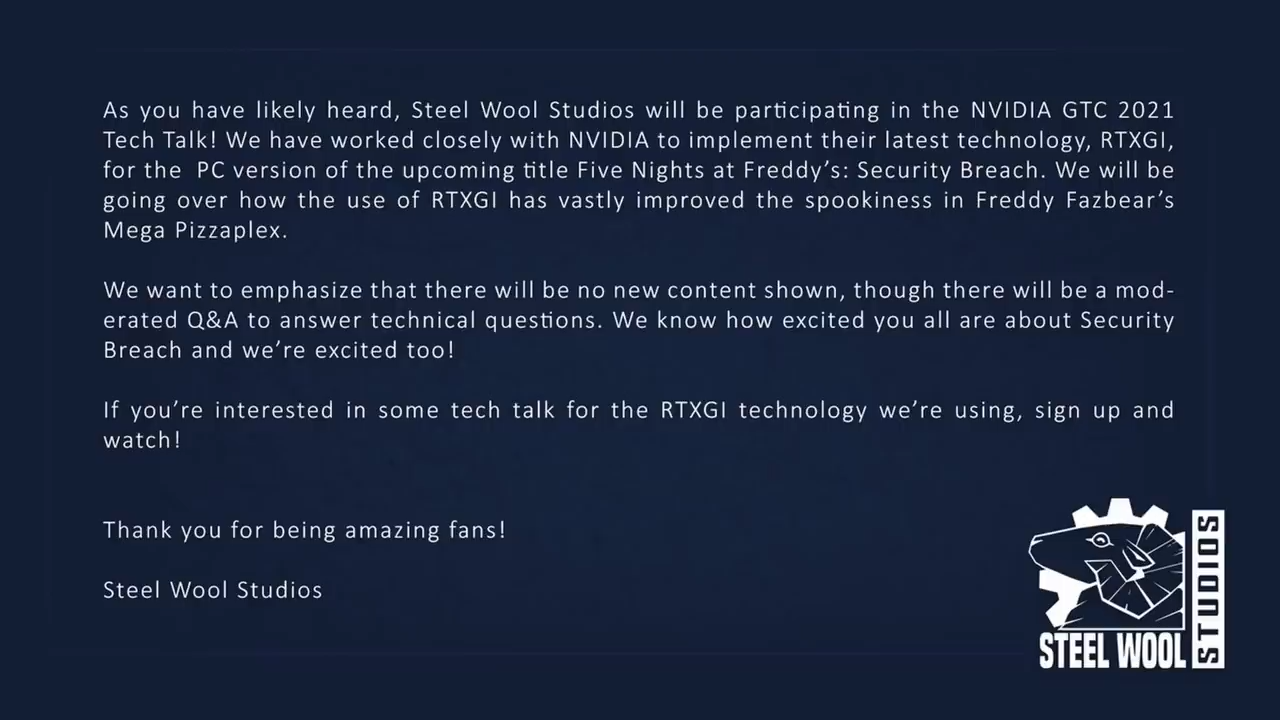 As you have likely heard, Steel Wool Studios will be participating in the NVIDIA GTC 2021
Tech Talk! We have worked closely with NVIDIA to implement their latest technology, RTXGI,
for the PC version of the upcoming title Five Nights at Freddy's: Security Breach. We will be
going over how the use of RTXGI has vastly improved the spookiness in Freddy Fazbear's
Mega Pizzaplex.
We want to emphasize that there will be no new content shown, though there will be a mod-
erated Q&A to answer technical questions. We know how excited you all are about Security
Breach and we're excited too!
If you're interested in some tech talk for the RTXGI technology we're using, sign up and
watch!
Thank you for being amazing fans!
Steel Wool Studios
STEEL WOOL
STUDIOS